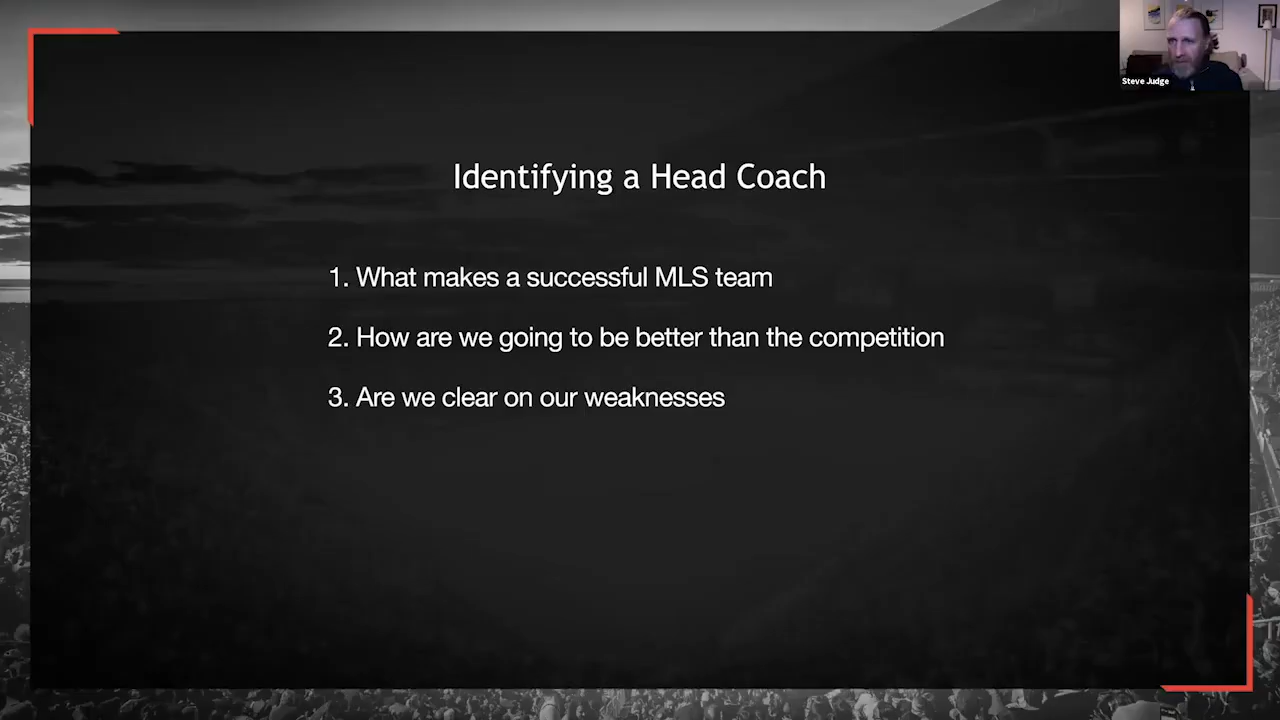 Steve Judge
Identifying a Head Coach
1. What makes a successful MLS team
2. How are we going to be better than the competition
3. Are we clear on our weaknesses